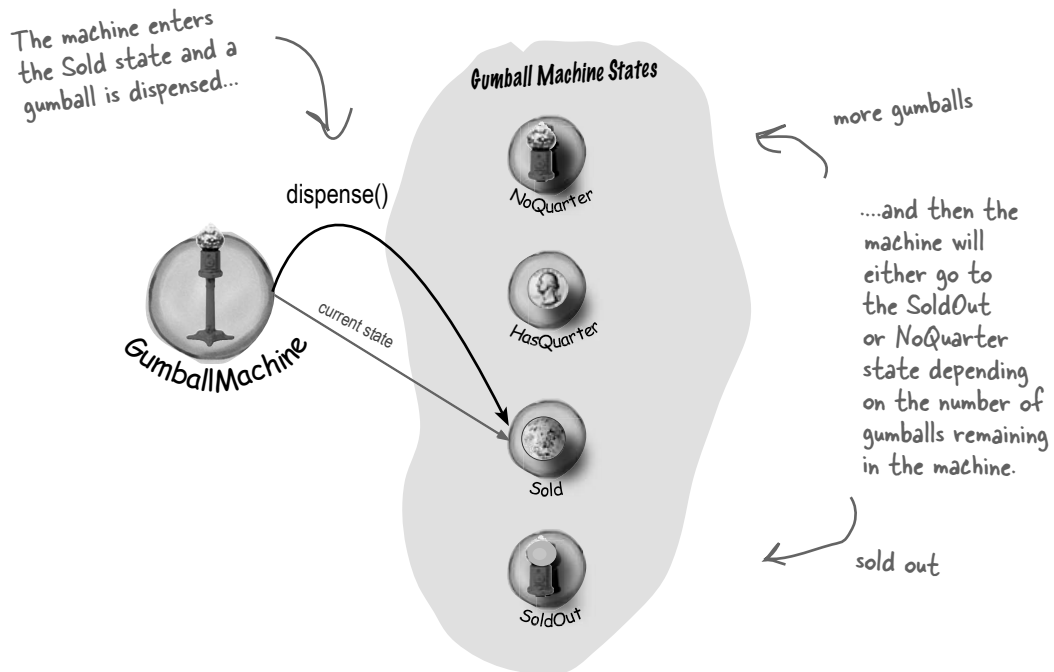 The machine enters
the Sold state and a
gumball is dispensed...
Gumball Machine States
more gumballs
NoQuarter
dispense()
....and then the
machine will
either go to
the SoldOut
or NoQuarter
state depending
on the number of
gumballs remaining
in the machine.
current state
HasQuarter
GumballMachine
Sold
sold out
SoldOut